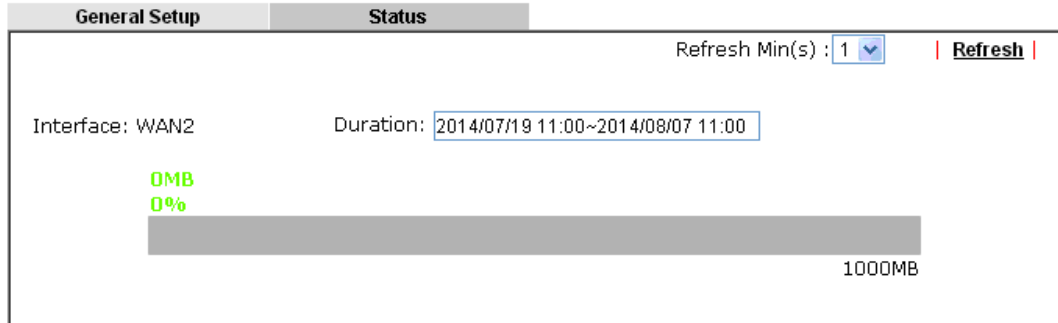 General Setup Status
Refresh Min(s) : 1 | Refresh |
Interface: WAN2 Duration: 2014/07/19 11:00~2014/08/07 11:00
0MB
0%
1000MB